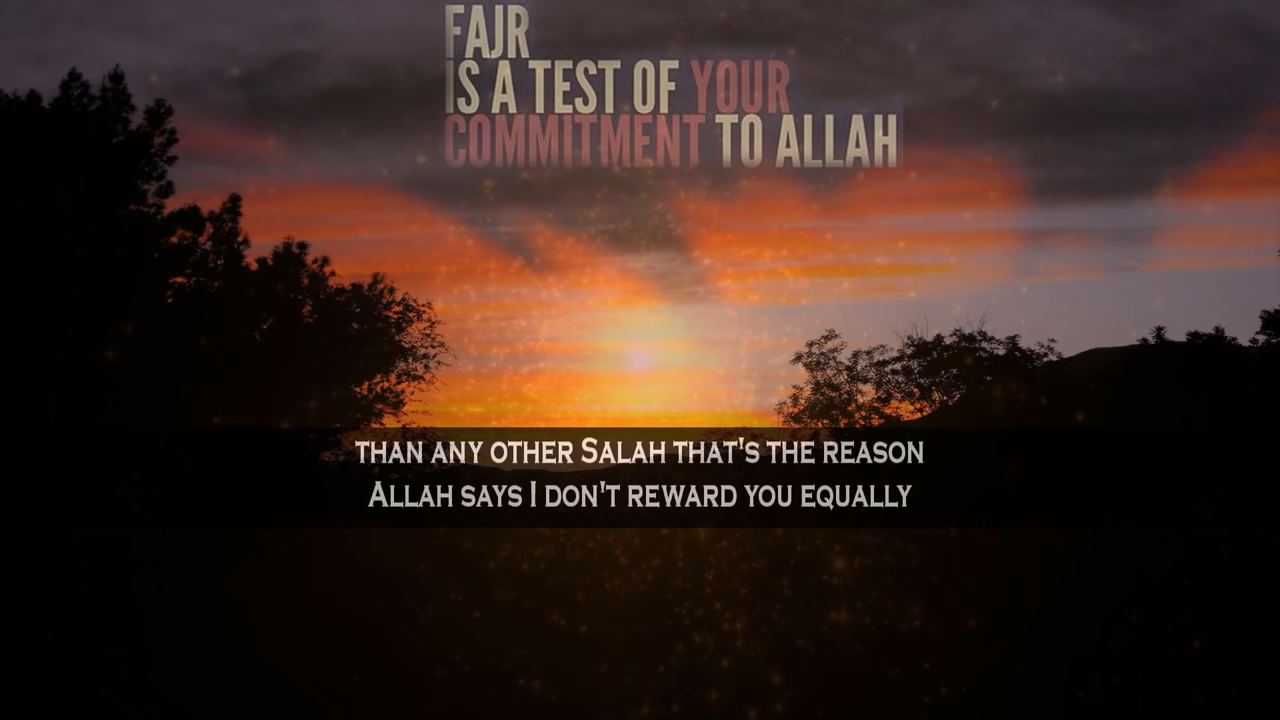 FAJR
IS A TEST OF YOUR
COMMITMENT TO ALLAH
THAN ANY OTHER SALAH THAT'S THE REASON
ALLAH SAYS I DON'T REWARD YOU EQUALLY